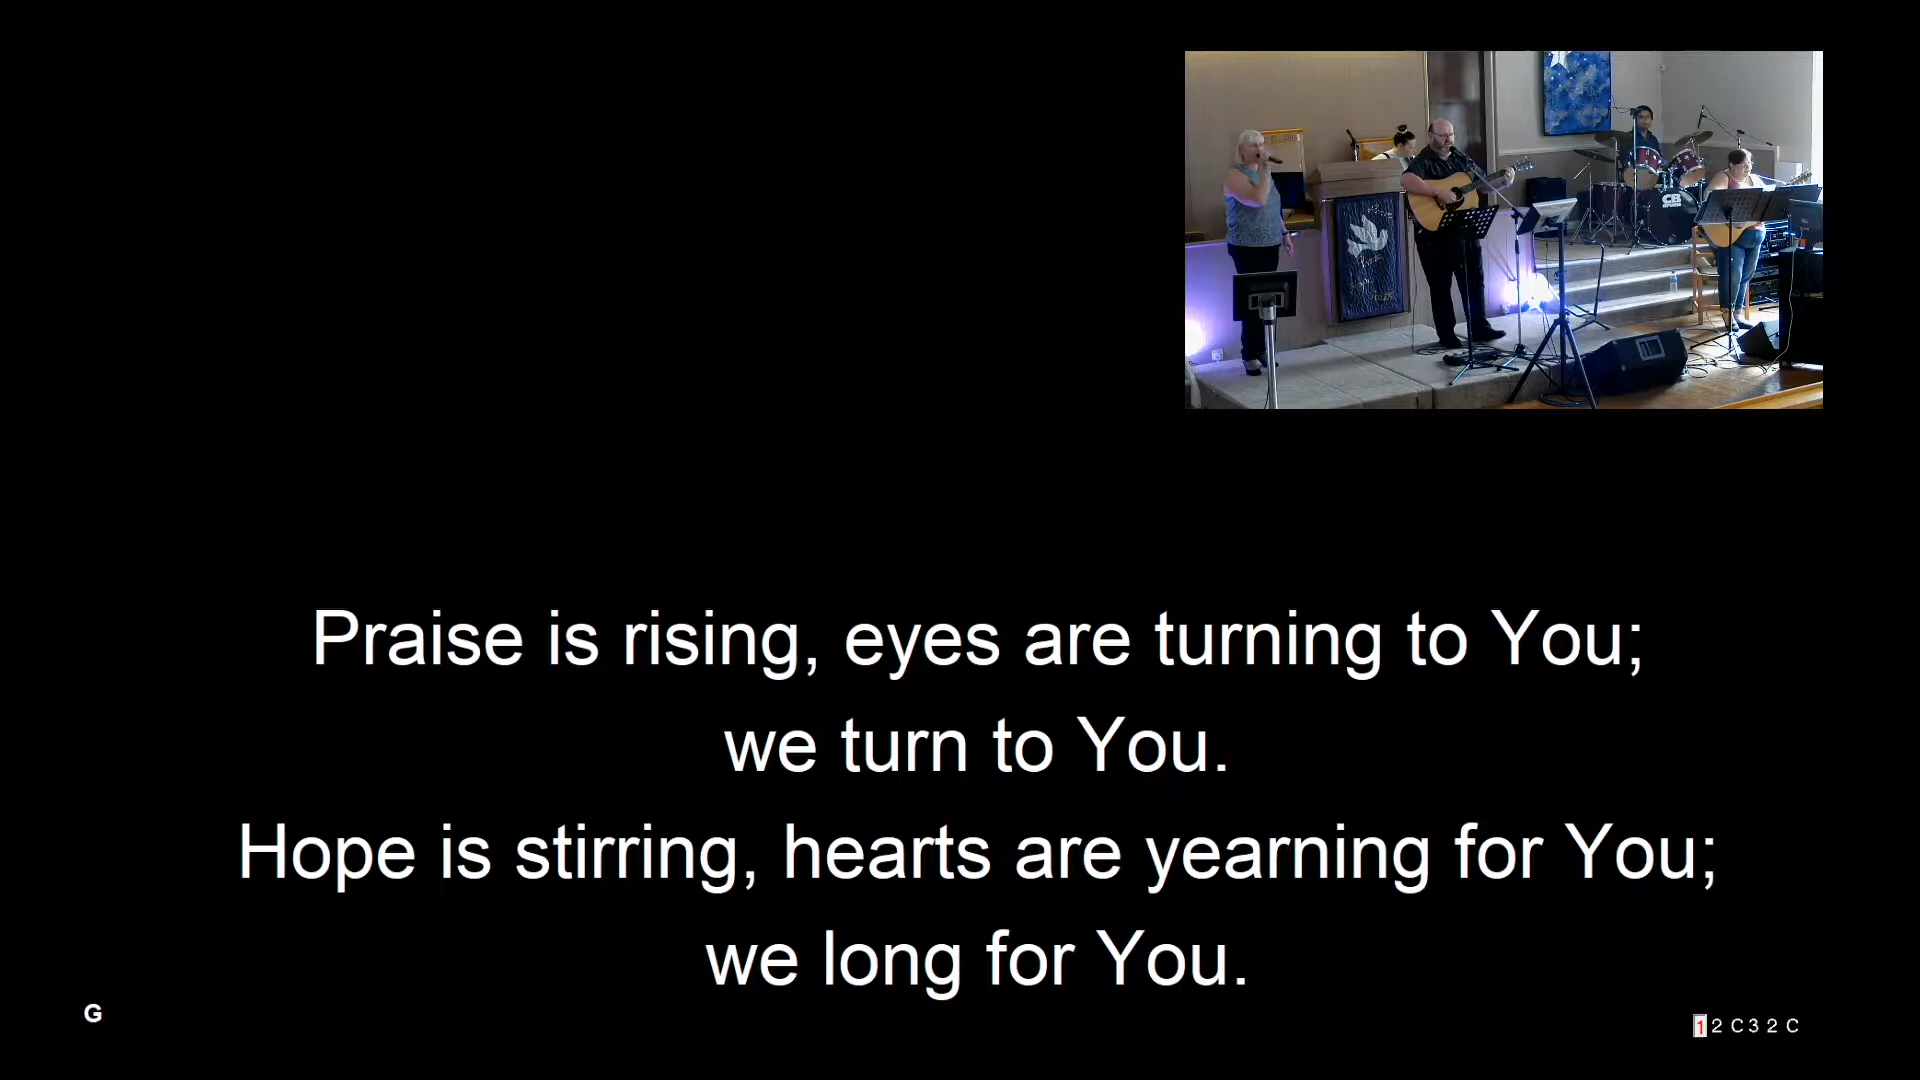 CB
Praise is rising, eyes are turning to You;
we turn to You.
Hope is stirring, hearts are yearning for You;
we long for You.
G
1 2 C 3 2 C